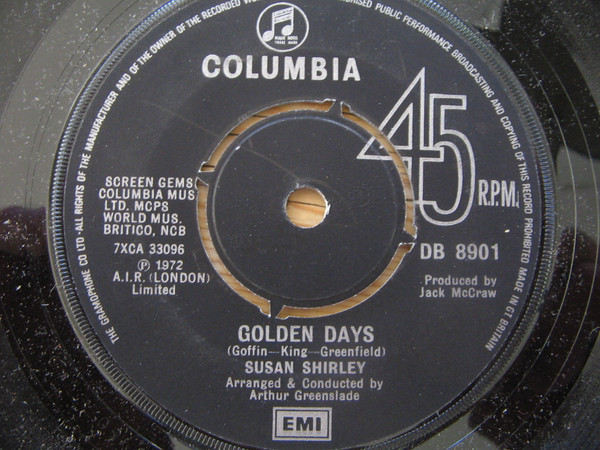 THE GRAMOPHONE CO LTD·ALL RIGHTS OF THE MANUFACTURER AND OF THE OWNER OF THE RECORDED WORK
PUBLIC PERFORMANCE BROADCASTING AND COPYING OF THIS RECORD PROHIBITED MADE IN GT BRITAIN
TRADE MARK
COLUMBIA
45
R.P.M.
SCREEN GEMS/
COLUMBIA MUS
LTD. MCPS
WORLD MUS.
BRITICO, NCB
7XCA 33096
℗ 1972
A.I.R. (LONDON)
Limited
DB 8901
Produced by
Jack McCraw
GOLDEN DAYS
(Goffin—King—Greenfield)
SUSAN SHIRLEY
Arranged & Conducted by
Arthur Greenslade
EMI